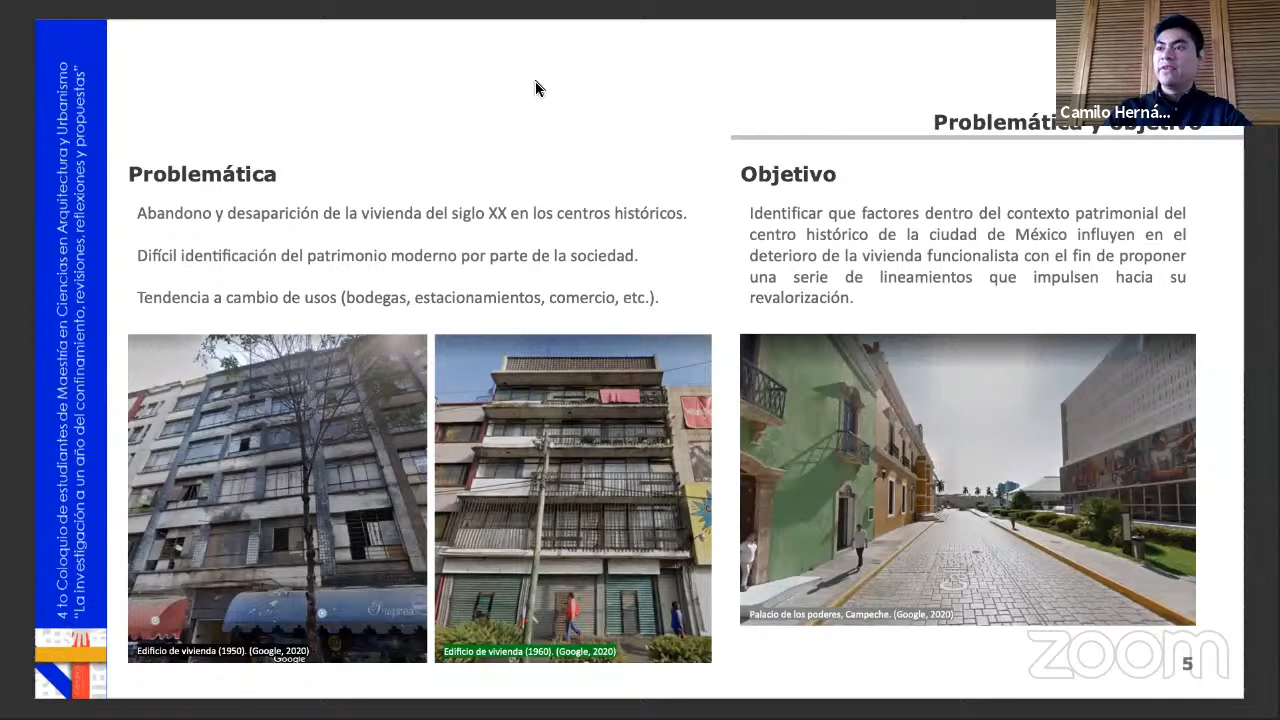 4 to Coloquio de estudiantes de Maestría en Ciencias en Arquitectura y Urbanismo
"La investigación a un año del confinamiento, revisiones, reflexiones y propuestas"
Camilo Herná...
Problemática y objetivo
Problemática
Abandono y desaparición de la vivienda del siglo XX en los centros históricos.
Difícil identificación del patrimonio moderno por parte de la sociedad.
Tendencia a cambio de usos (bodegas, estacionamientos, comercio, etc.).
Objetivo
Identificar que factores dentro del contexto patrimonial del
centro histórico de la ciudad de México influyen en el
deterioro de la vivienda funcionalista con el fin de proponer
una serie de lineamientos que impulsen hacia su
revalorización.
Edificio de vivienda (1950). (Google, 2020)
Google
Edificio de vivienda (1960). (Google, 2020)
Palacio de los poderes, Campeche. (Google, 2020)
zoom
5